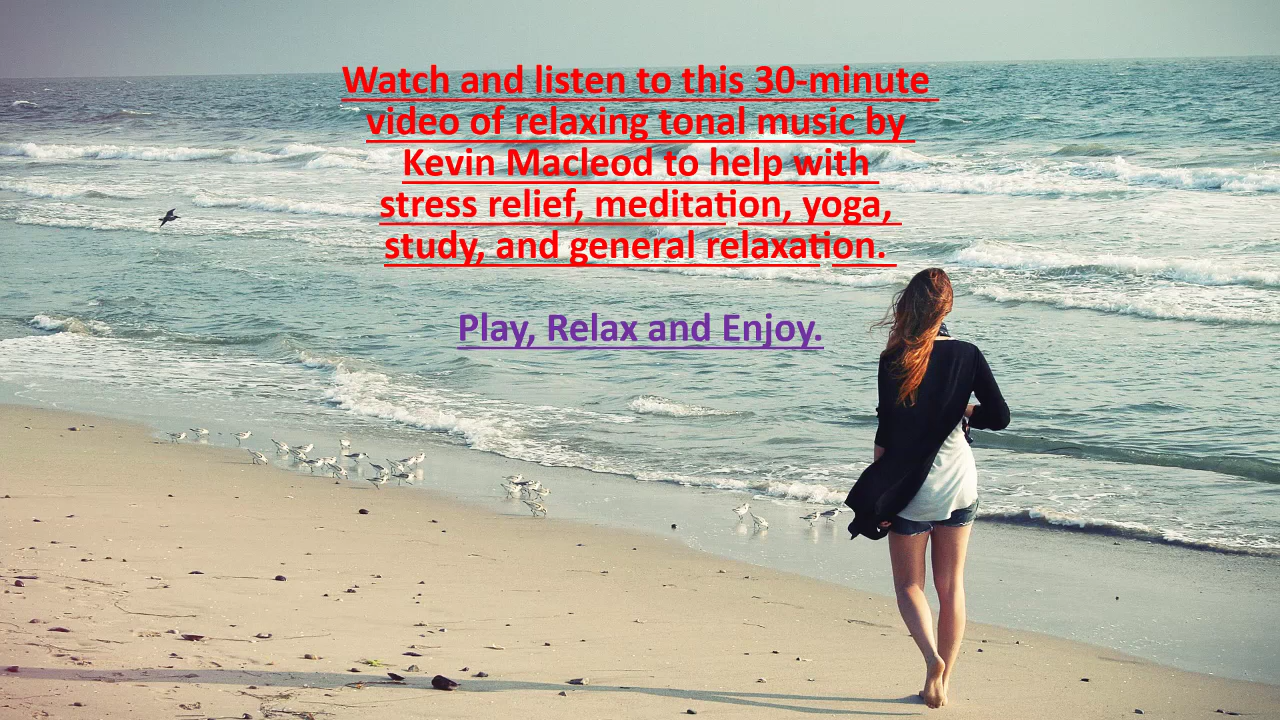 Watch and listen to this 30-minute
video of relaxing tonal music by
Kevin Macleod to help with
stress relief, meditation, yoga,
study, and general relaxation.
Play, Relax and Enjoy.